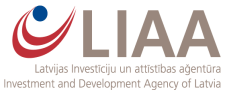 LIAA
Latvijas Investīciju un attīstības aģentūra
Investment and Development Agency of Latvia